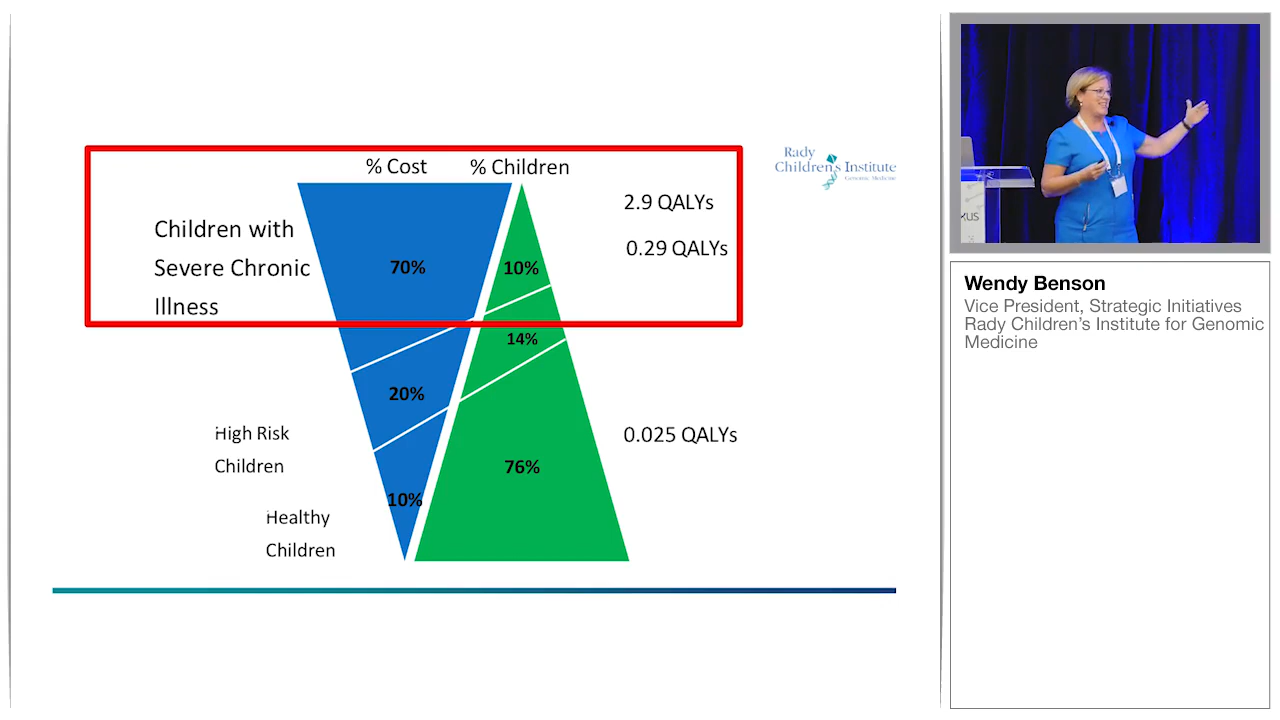 % Cost
% Children
2.9 QALYs
Children with
Severe Chronic
Illness
0.29 QALYs
70%
10%
14%
20%
High Risk
Children
0.025 QALYs
76%
10%
Healthy
Children
Rady
Children's Institute
Genomic Medicine
Wendy Benson
Vice President, Strategic Initiatives
Rady Children’s Institute for Genomic
Medicine